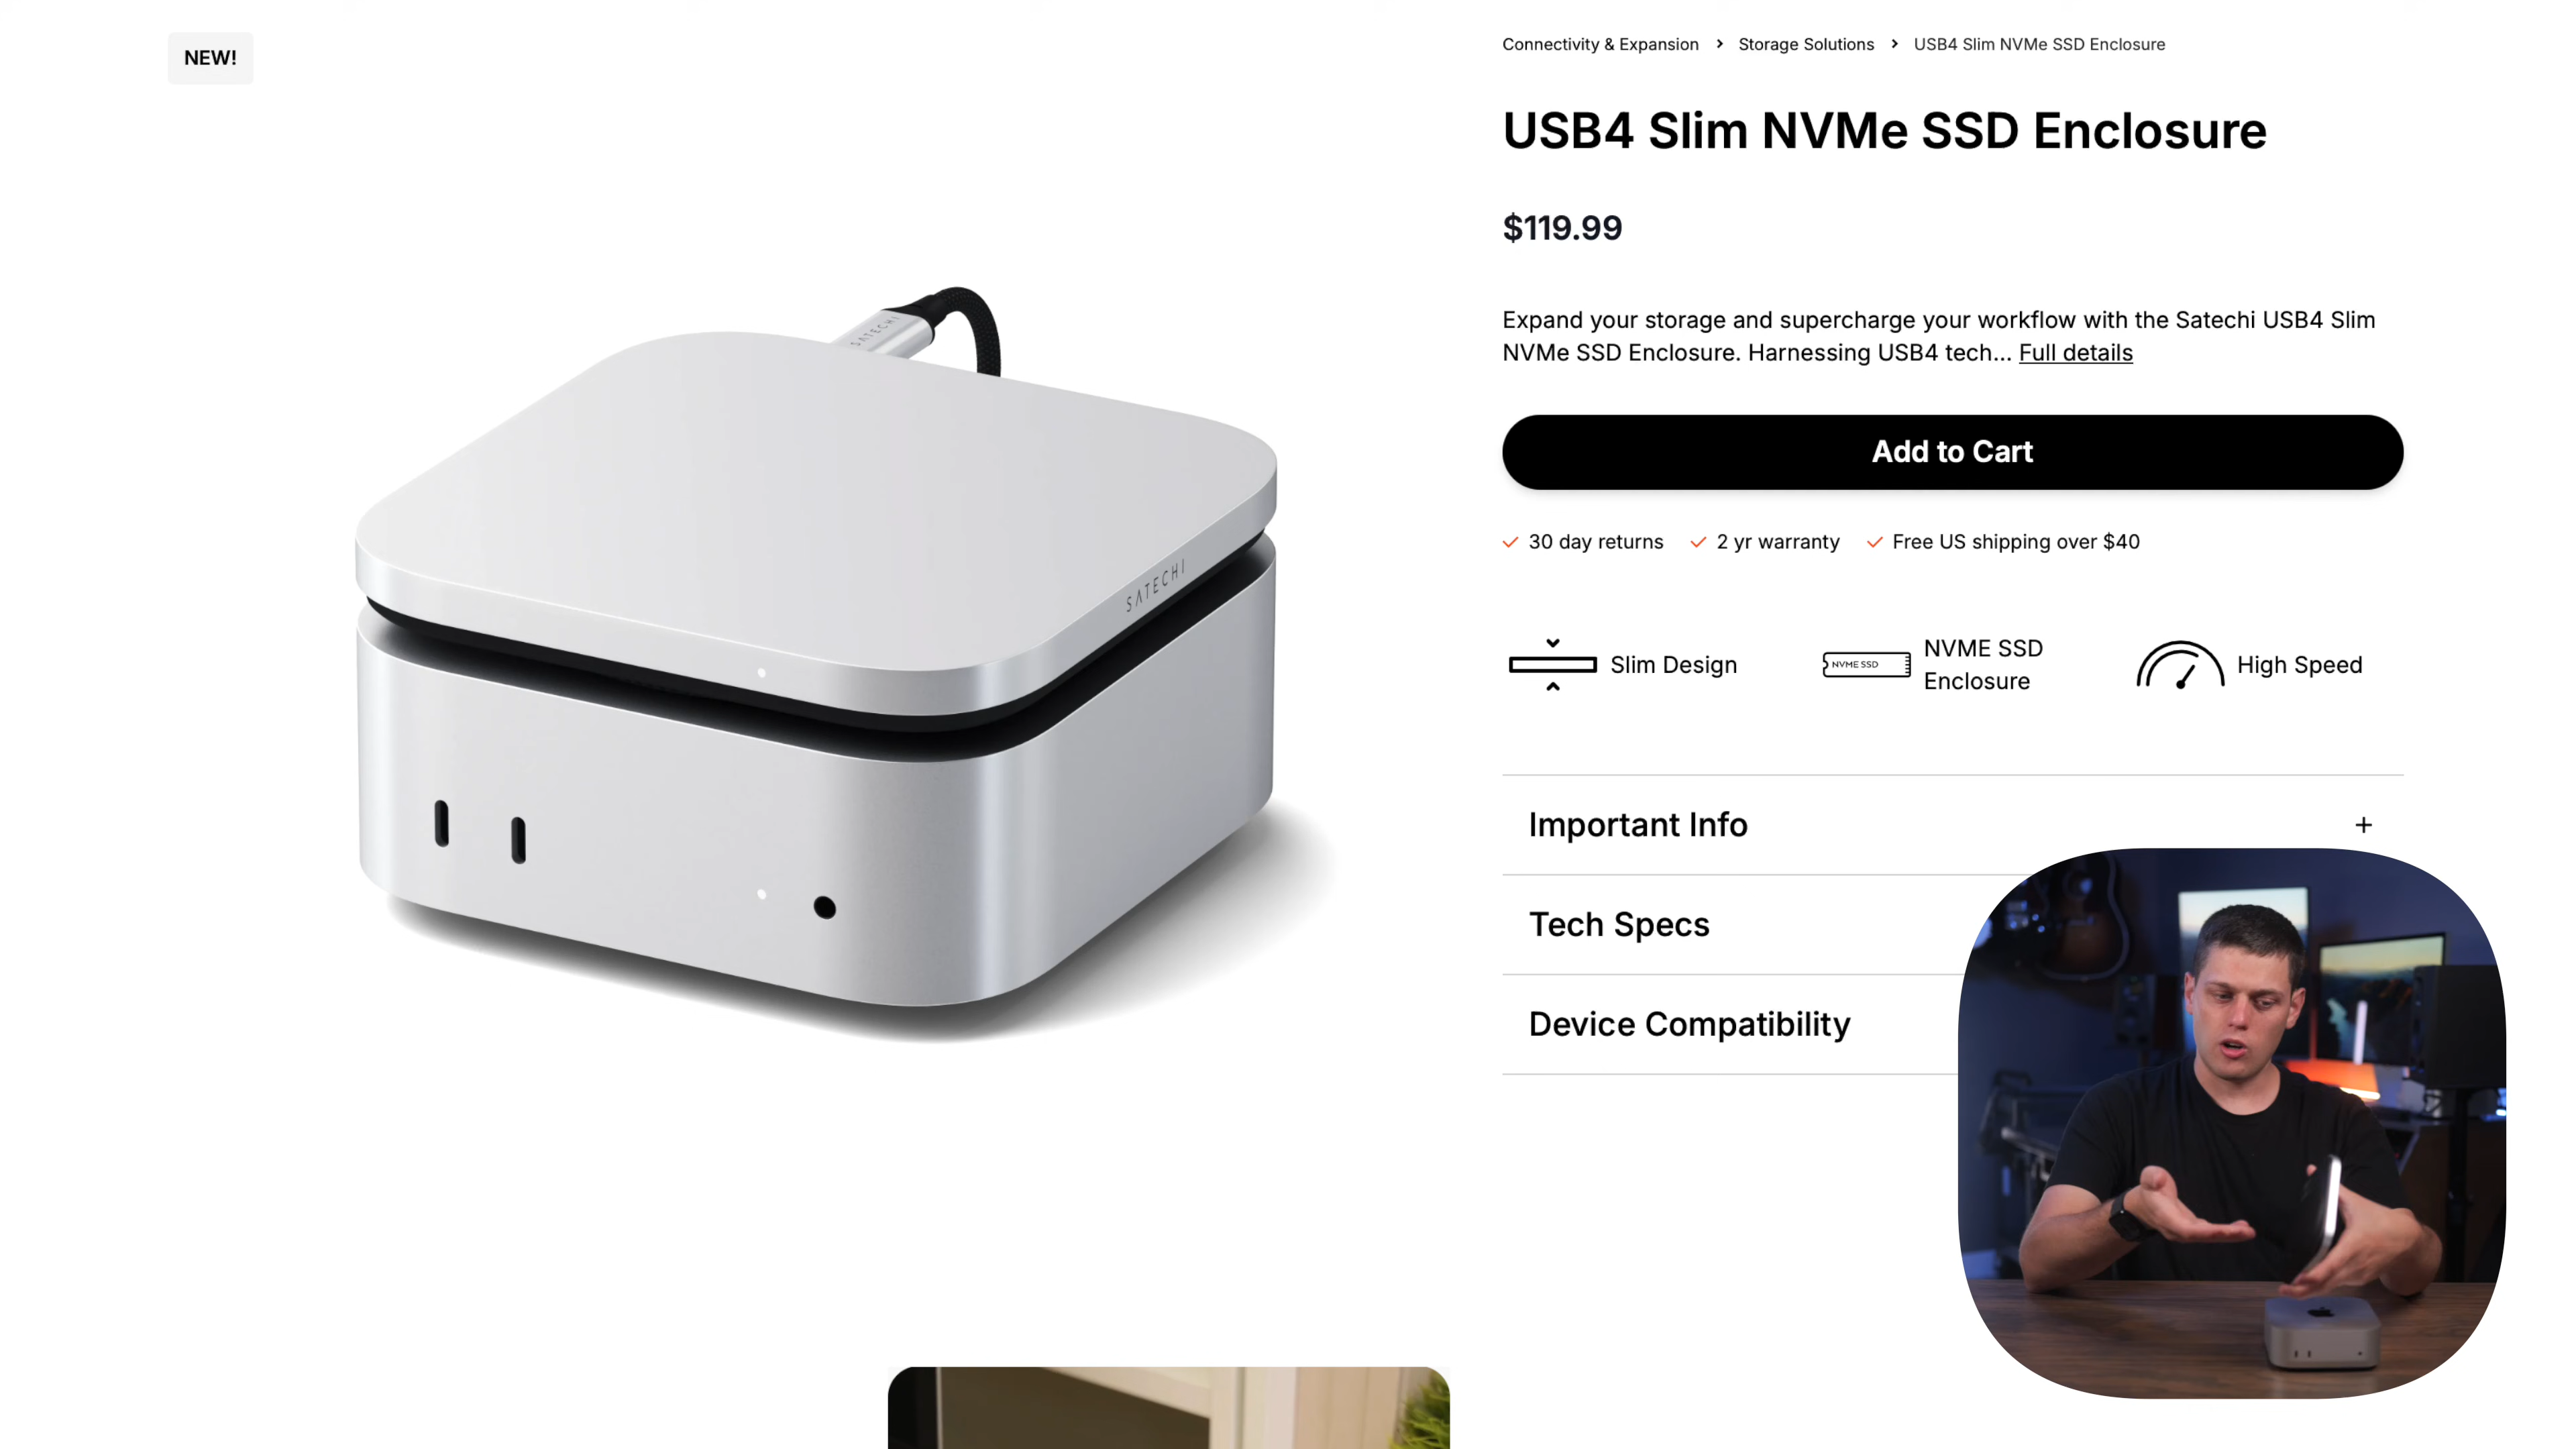 NEW!
SATECHI
SATECHI
Connectivity & Expansion > Storage Solutions > USB4 Slim NVMe SSD Enclosure
USB4 Slim NVMe SSD Enclosure
$119.99
Expand your storage and supercharge your workflow with the Satechi USB4 Slim
NVMe SSD Enclosure. Harnessing USB4 tech... Full details
Add to Cart
30 day returns 2 yr warranty Free US shipping over $40
Slim Design
NVME SSD
NVME SSD
Enclosure
High Speed
Important Info +
Tech Specs
Device Compatibility